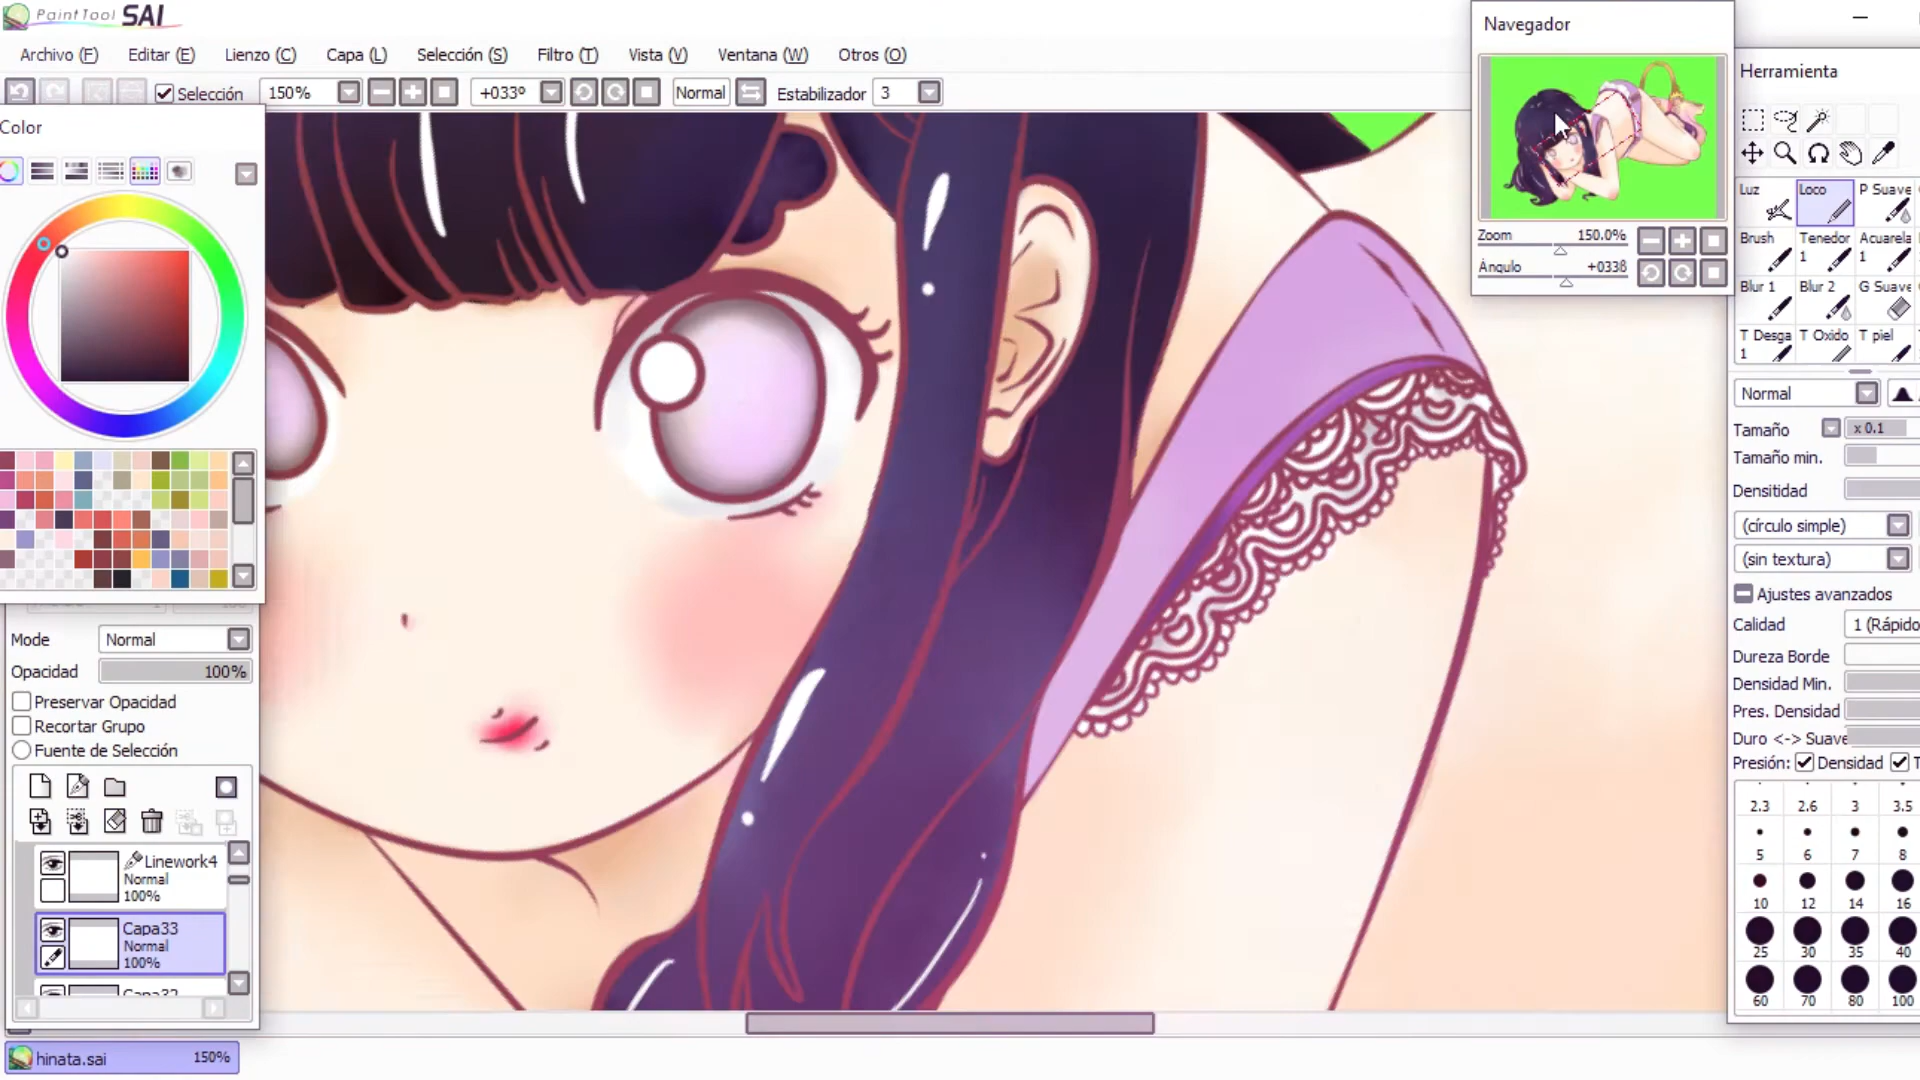 PaintTool SAI
Archivo (F) Editar (E) Lienzo (C) Capa (L) Selección (S) Filtro (T) Vista (V) Ventana (W) Otros (O)
Selección 150% +033º Normal Estabilizador 3
Color
Mode Normal
Opacidad 100%
Preservar Opacidad
Recortar Grupo
Fuente de Selección
Linework4
Normal
100%
Capa33
Normal
100%
Capa32
hinata.sai 150%
Navegador
Zoom 150.0%
Ángulo +033ß
Herramienta
Luz Loco P Suave
Brush Tenedor Acuarela
1 1
Blur 1 Blur 2 G Suave
T Desga T Oxido T piel
1
Normal
Tamaño x 0.1
Tamaño min.
Densitidad
(círculo simple)
(sin textura)
Ajustes avanzados
Calidad 1 (Rápido
Dureza Borde
Densidad Min.
Pres. Densidad
Duro <-> Suave
Presión: Densidad T
2.3 2.6 3 3.5
5 6 7 8
10 12 14 16
25 30 35 40
60 70 80 100